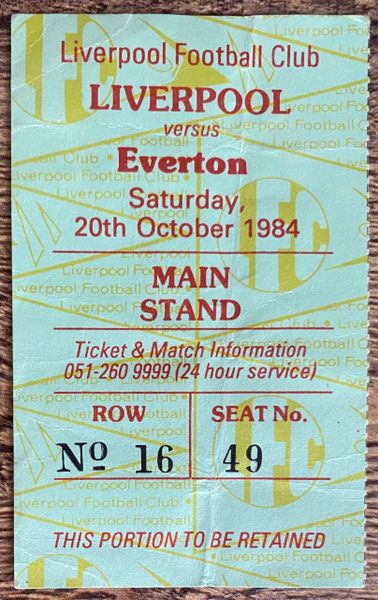 Liverpool Football Club
LIVERPOOL
versus
Everton
Saturday,
20th October 1984
MAIN
STAND
Ticket & Match Information
051-260 9999 (24 hour service)
ROW SEAT No.
Nº 16 49
THIS PORTION TO BE RETAINED